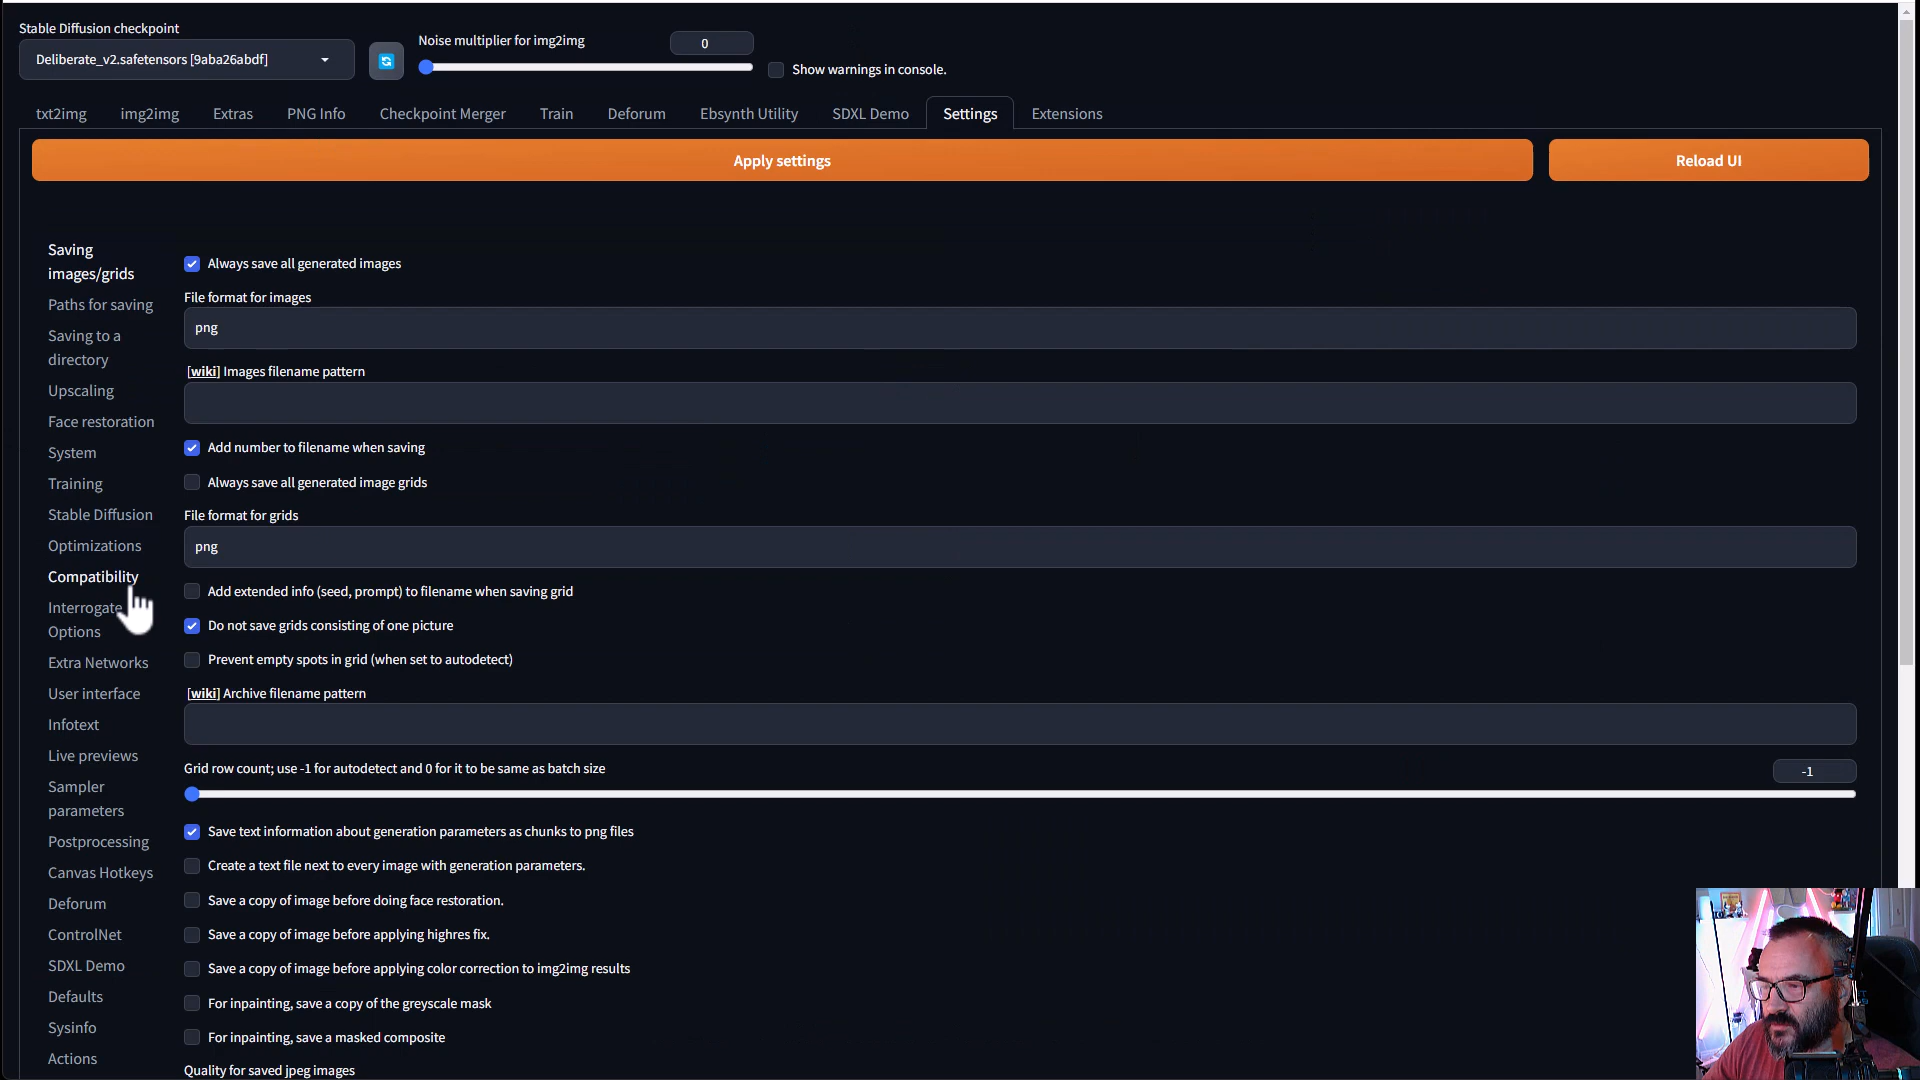 Stable Diffusion checkpoint
Deliberate_v2.safetensors [9aba26abdf]
Noise multiplier for img2img
0
Show warnings in console.
txt2img
img2img
Extras
PNG Info
Checkpoint Merger
Train
Deforum
Ebsynth Utility
SDXL Demo
Settings
Extensions
Apply settings
Reload UI
Saving
images/grids
Paths for saving
Saving to a
directory
Upscaling
Face restoration
System
Training
Stable Diffusion
Optimizations
Compatibility
Interrogate
Options
Extra Networks
User interface
Infotext
Live previews
Sampler
parameters
Postprocessing
Canvas Hotkeys
Deforum
ControlNet
SDXL Demo
Defaults
Sysinfo
Actions
Always save all generated images
File format for images
png
[wiki] Images filename pattern
Add number to filename when saving
Always save all generated image grids
File format for grids
png
Add extended info (seed, prompt) to filename when saving grid
Do not save grids consisting of one picture
Prevent empty spots in grid (when set to autodetect)
[wiki] Archive filename pattern
Grid row count; use -1 for autodetect and 0 for it to be same as batch size
-1
Save text information about generation parameters as chunks to png files
Create a text file next to every image with generation parameters.
Save a copy of image before doing face restoration.
Save a copy of image before applying highres fix.
Save a copy of image before applying color correction to img2img results
For inpainting, save a copy of the greyscale mask
For inpainting, save a masked composite
Quality for saved jpeg images